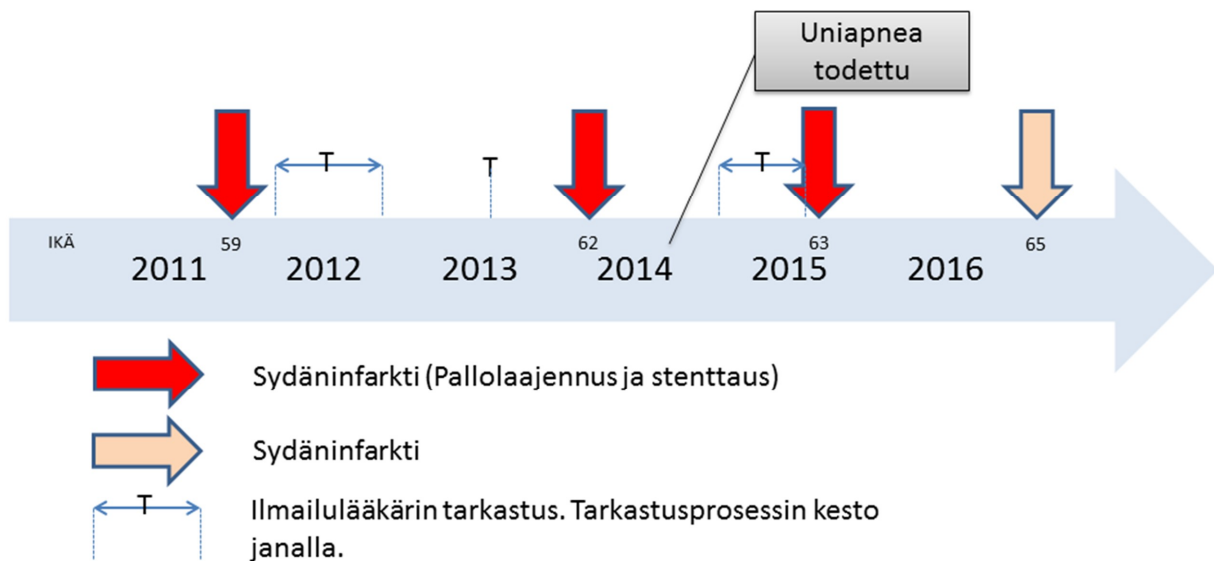 Uniapnea
todettu
T
T
T
IKÄ
59
62
63
65
2011
2012
2013
2014
2015
2016
Sydäninfarkti (Pallolaajennus ja stenttaus)
Sydäninfarkti
T
Ilmailulääkärin tarkastus. Tarkastusprosessin kesto
janalla.